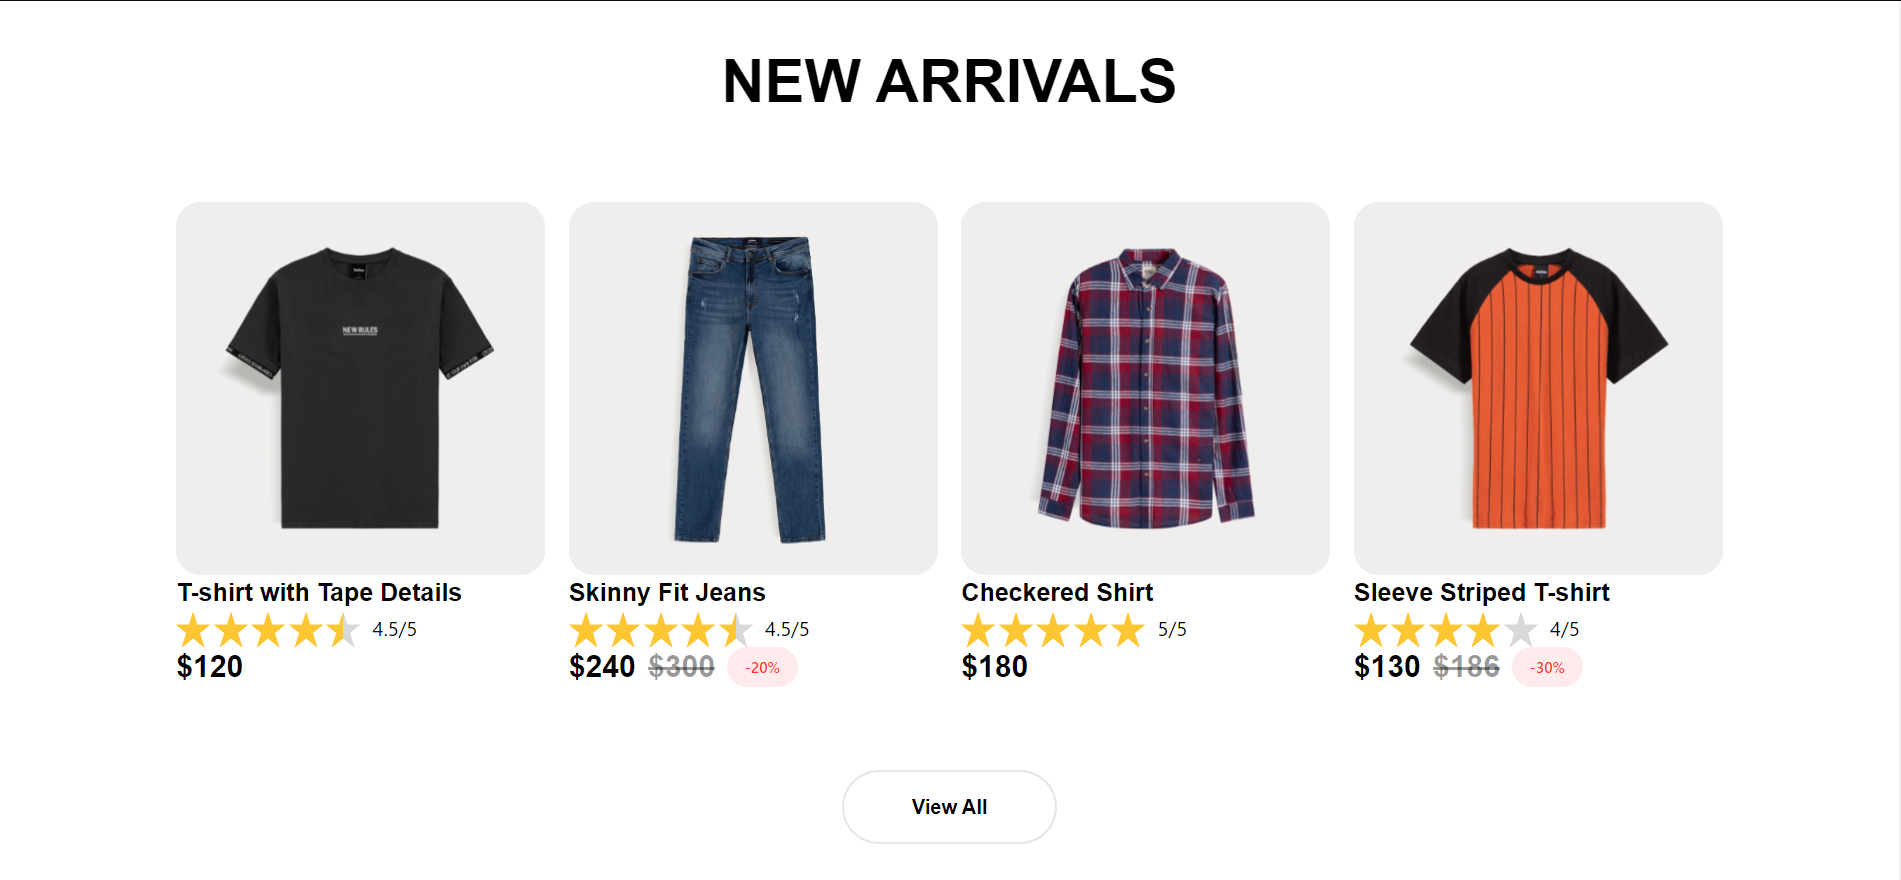 NEW ARRIVALS
NEW RULES
T-shirt with Tape Details
4.5/5
$120
Skinny Fit Jeans
4.5/5
$240 $300 -20%
Checkered Shirt
5/5
$180
Sleeve Striped T-shirt
4/5
$130 $186 -30%
View All